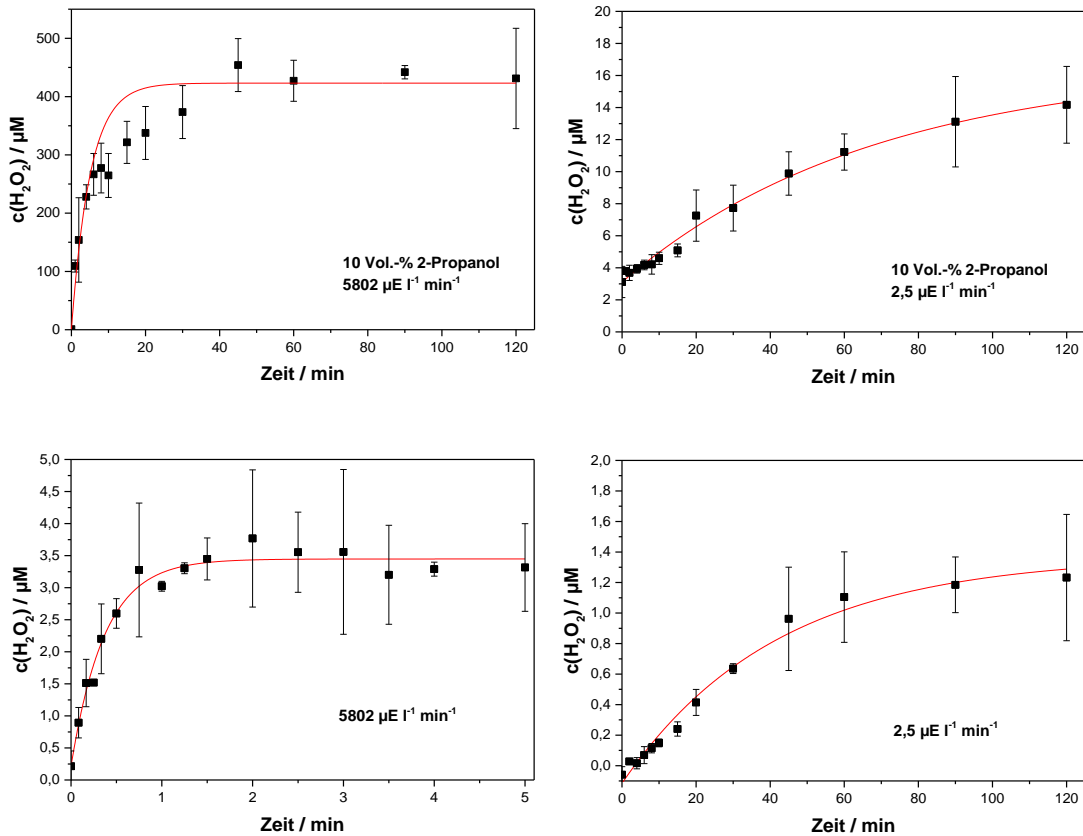 500
400
300
200
100
0
c(H₂O₂) / µM
10 Vol.-% 2-Propanol
5802 µE l⁻¹ min⁻¹
0 20 40 60 80 100 120
Zeit / min
20
18
16
14
12
10
8
6
4
2
0
c(H₂O₂) / µM
10 Vol.-% 2-Propanol
2,5 µE l⁻¹ min⁻¹
0 20 40 60 80 100 120
Zeit / min
5,0
4,5
4,0
3,5
3,0
2,5
2,0
1,5
1,0
0,5
0,0
c(H₂O₂) / µM
5802 µE l⁻¹ min⁻¹
0 1 2 3 4 5
Zeit / min
2,0
1,8
1,6
1,4
1,2
1,0
0,8
0,6
0,4
0,2
0,0
c(H₂O₂) / µM
2,5 µE l⁻¹ min⁻¹
0 20 40 60 80 100 120
Zeit / min